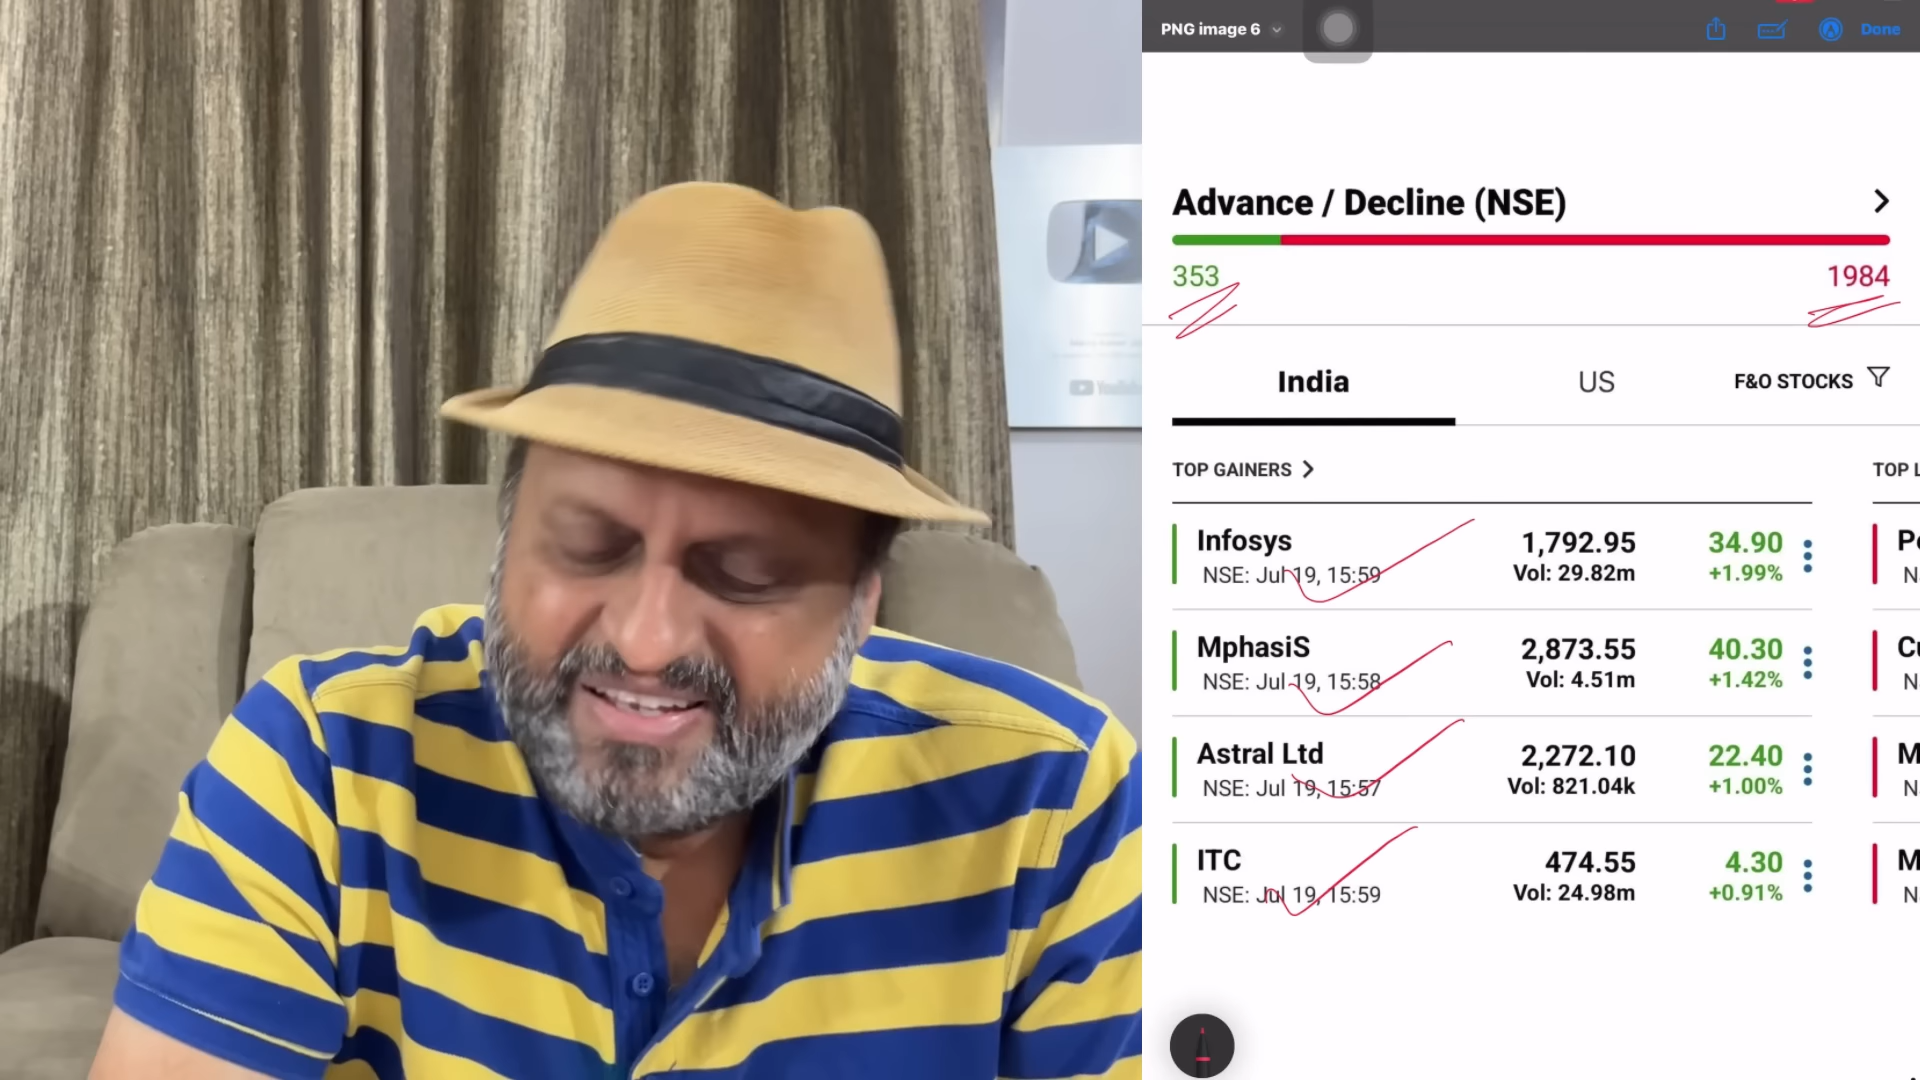 PNG image 6
Done
Advance / Decline (NSE)
353
1984
India
US
F&O STOCKS
TOP GAINERS
TOP L
Infosys
1,792.95
34.90
NSE: Jul 19, 15:59
Vol: 29.82m
+1.99%
MphasiS
2,873.55
40.30
NSE: Jul 19, 15:58
Vol: 4.51m
+1.42%
Astral Ltd
2,272.10
22.40
NSE: Jul 19, 15:57
Vol: 821.04k
+1.00%
ITC
474.55
4.30
NSE: Jul 19, 15:59
Vol: 24.98m
+0.91%